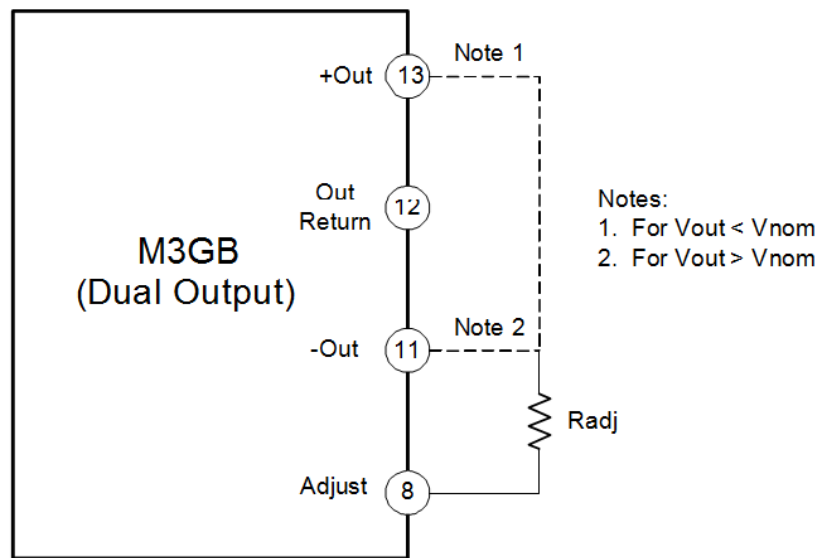 +Out
13
Note 1
Out
Return
12
Notes:
1. For Vout < Vnom
2. For Vout > Vnom
M3GB
(Dual Output)
-Out
11
Note 2
Radj
Adjust
8